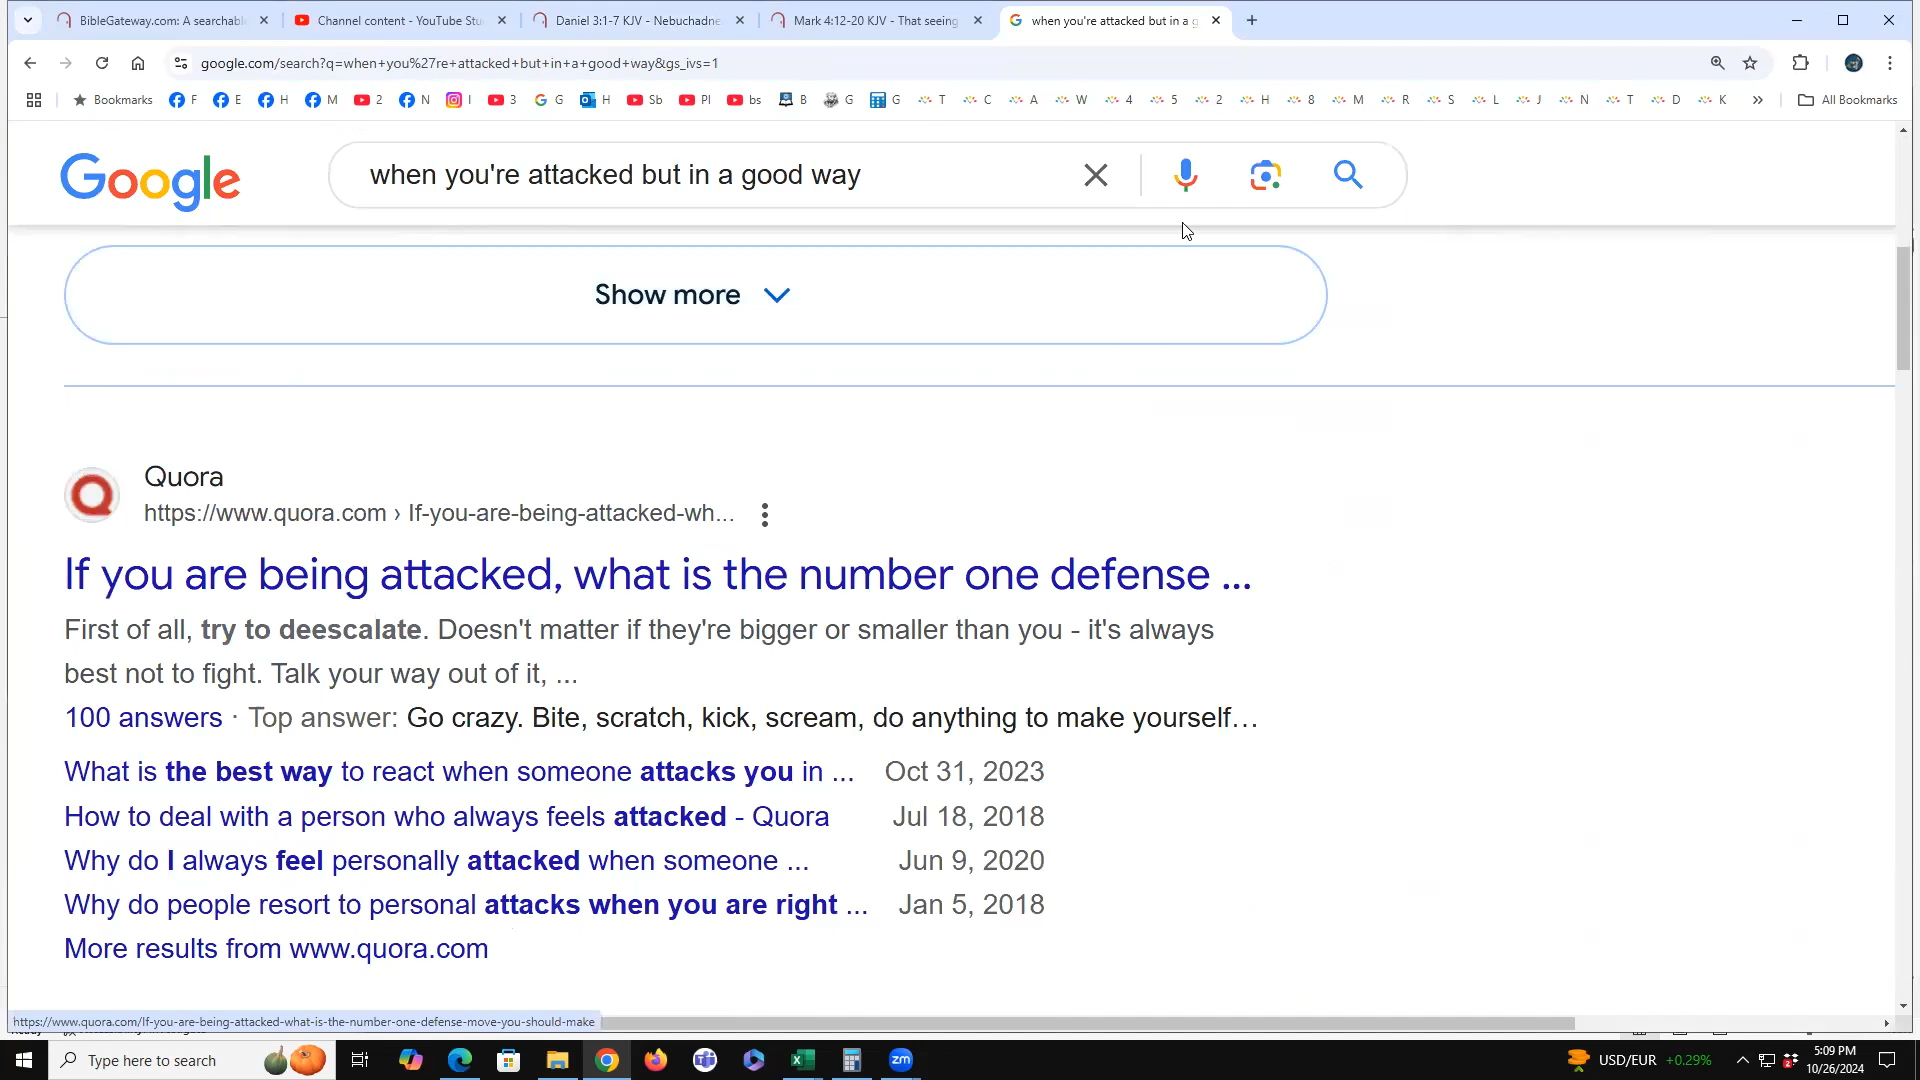 BibleGateway.com: A searchabl
Channel content - YouTube Stu
Daniel 3:1-7 KJV - Nebuchadne
Mark 4:12-20 KJV - That seeing
when you're attacked but in a g
google.com/search?q=when+you%27re+attacked+but+in+a+good+way&gs_ivs=1
Bookmarks F E H M 2 N I 3 G H Sb Pl bs B G G T C A W 4 5 2 H 8 M R S L J N T D K » All Bookmarks
Google
when you're attacked but in a good way
Show more
Quora
https://www.quora.com › If-you-are-being-attacked-wh...
If you are being attacked, what is the number one defense ...
First of all, try to deescalate. Doesn't matter if they're bigger or smaller than you - it's always
best not to fight. Talk your way out of it, ...
100 answers · Top answer: Go crazy. Bite, scratch, kick, scream, do anything to make yourself…
What is the best way to react when someone attacks you in ... Oct 31, 2023
How to deal with a person who always feels attacked - Quora Jul 18, 2018
Why do I always feel personally attacked when someone ... Jun 9, 2020
Why do people resort to personal attacks when you are right ... Jan 5, 2018
More results from www.quora.com
https://www.quora.com/If-you-are-being-attacked-what-is-the-number-one-defense-move-you-should-make
Type here to search
zm
USD/EUR +0.29%
5:09 PM
10/26/2024